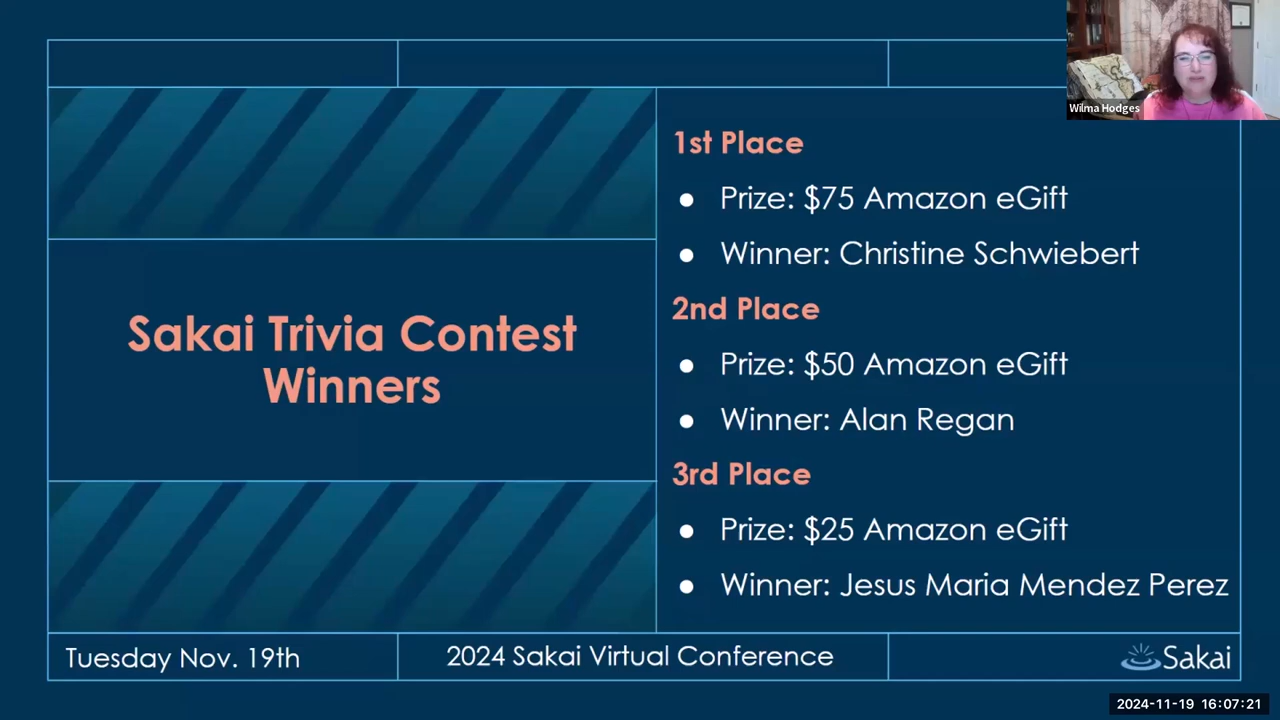 Wilma Hodges
1st Place
● Prize: $75 Amazon eGift
● Winner: Christine Schwiebert
Sakai Trivia Contest
Winners
2nd Place
● Prize: $50 Amazon eGift
● Winner: Alan Regan
3rd Place
● Prize: $25 Amazon eGift
● Winner: Jesus Maria Mendez Perez
Tuesday Nov. 19th
2024 Sakai Virtual Conference
Sakai
2024-11-19 16:07:21